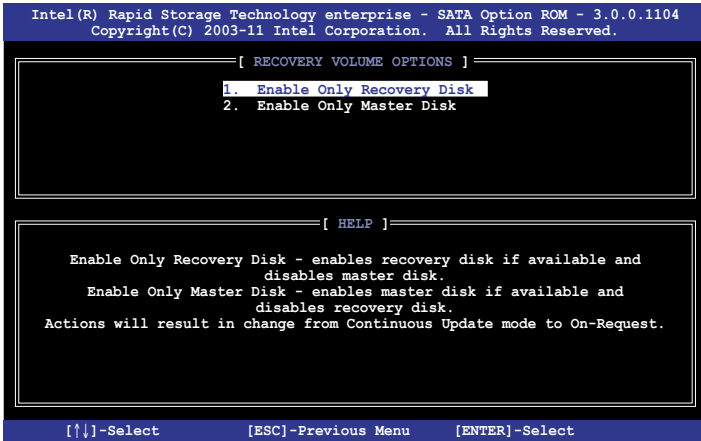 Intel(R) Rapid Storage Technology enterprise - SATA Option ROM - 3.0.0.1104
Copyright(C) 2003-11 Intel Corporation.  All Rights Reserved.
[ RECOVERY VOLUME OPTIONS ]
1.  Enable Only Recovery Disk
2.  Enable Only Master Disk
[ HELP ]
Enable Only Recovery Disk - enables recovery disk if available and
disables master disk.
Enable Only Master Disk - enables master disk if available and
disables recovery disk.
Actions will result in change from Continuous Update mode to On-Request.
[↑↓]-Select [ESC]-Previous Menu [ENTER]-Select